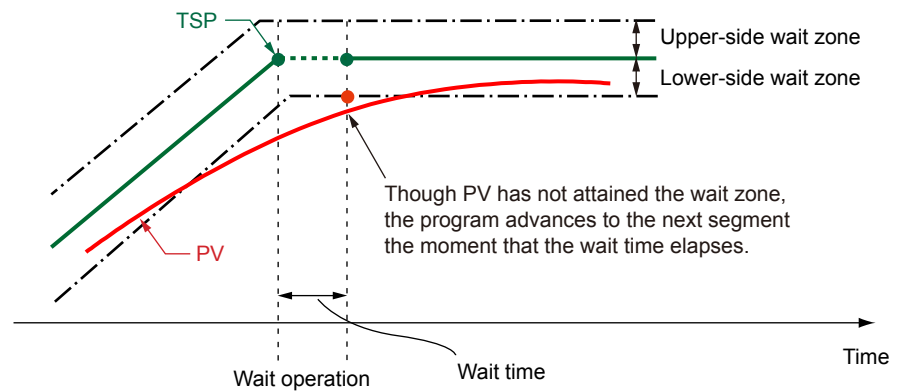 TSP
Upper-side wait zone
Lower-side wait zone
Though PV has not attained the wait zone,
the program advances to the next segment
the moment that the wait time elapses.
PV
Time
Wait time
Wait operation